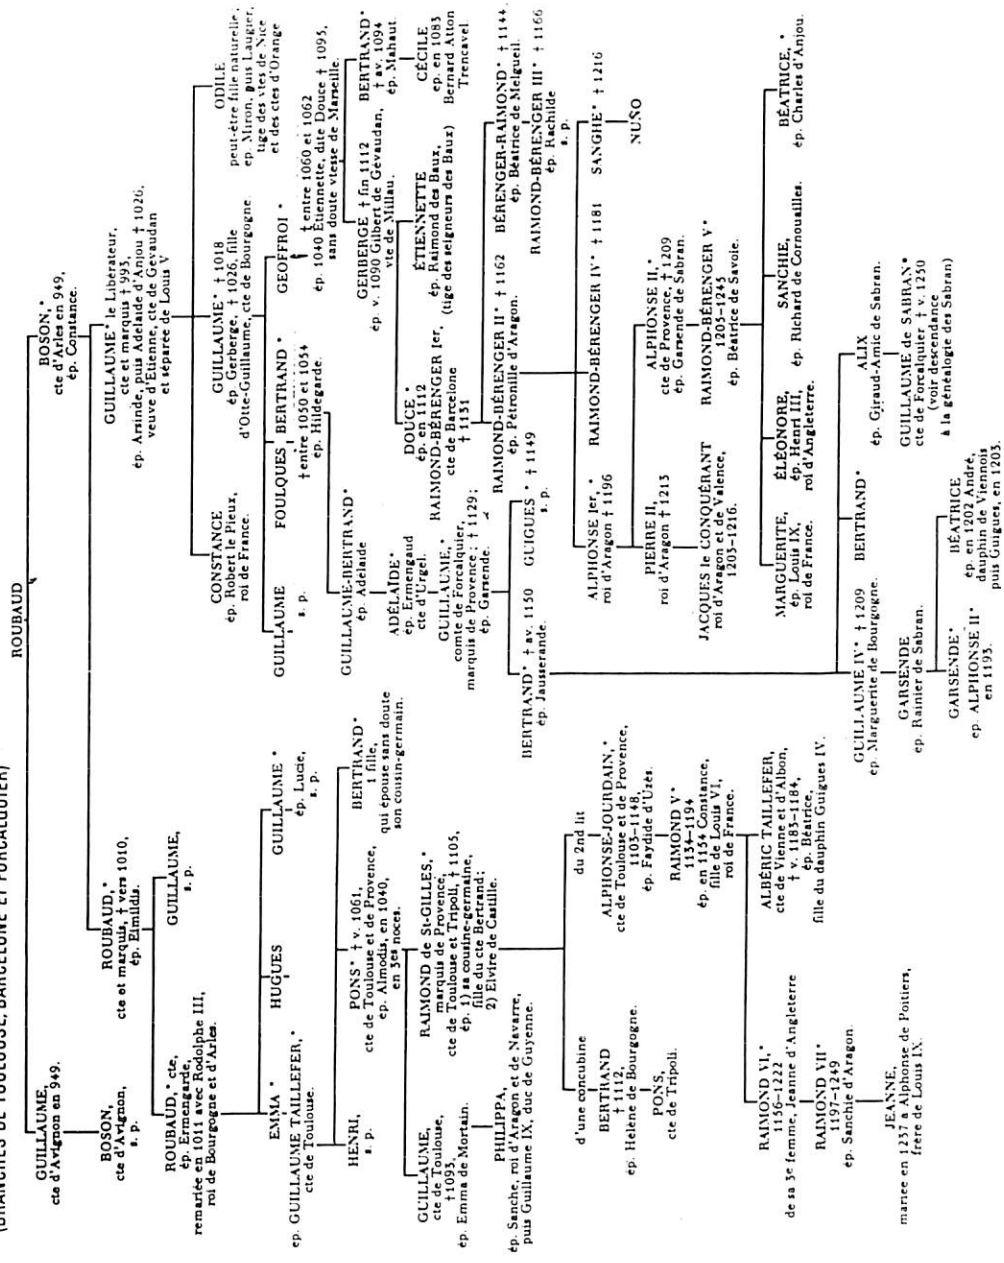 (BRANCHES DE TOULOUSE, BARCELONE ET FORCALQUIER)
ROUBAUD
GUILLAUME,
cte d'Avignon en 949.
BOSON,*
cte d'Arles en 949,
ép. Constance.
BOSON,
cte d'Avignon,
s. p.
ROUBAUD,*
cte et marquis, † vers 1010,
ép. Eimildis.
GUILLAUME* le Libérateur,
cte et marquis † 993,
ép. Arsinde, puis Adelaïde d'Anjou † 1026,
veuve d'Etienne, cte de Gevaudan
et séparée de Louis V
ROUBAUD,* cte,
ép. Ermengarde,
remariée en 1011 avec Rodolphe III,
roi de Bourgogne et d'Arles.
GUILLAUME,
s. p.
CONSTANCE
ép. Robert le Pieux,
roi de France.
GUILLAUME* † 1018
ép. Gerberge, † 1026, fille
d'Otte-Guillaume, cte de Bourgogne.
ODILE
peut-être fille naturelle;
ep. Miron, puis Laugier,
tige des vtes de Nice
et des ctes d'Orange
EMMA*
ép. GUILLAUME TAILLEFER,*
cte de Toulouse.
HUGUES
GUILLAUME*
ép. Lucie,
s. p.
GUILLAUME
s. p.
FOULQUES
BERTRAND*
† entre 1050 et 1054
ép. Hildegarde.
GEOFFROI*
† entre 1060 et 1062
ép. 1040 Etiennette, dite Douce † 1095,
sans doute vtesse de Marseille.
HENRI,
s. p.
PONS* † v. 1061,
cte de Toulouse et de Provence,
ép. Almodis, en 1040,
en 3es noces.
BERTRAND*
1 fille,
qui épouse sans doute
son cousin-germain.
GUILLAUME-BERTRAND*
ép. Adelaïde
GERBERGE † fin 1112
ép. v. 1090 Gilbert de Gévaudan,
vte de Millau.
BERTRAND*
† av. 1094
ép. Mahaut.
GUILLAUME,
cte de Toulouse,
† 1093,
ép. Emma de Mortain.
RAIMOND de St-GILLES,*
marquis de Provence,
cte de Toulouse et Tripoli, † 1105,
ép. 1) sa cousine-germaine,
fille du cte Bertrand;
2) Elvire de Castille.
ADÉLAÏDE*
ép. Ermengaud
cte d'Urgel.
DOUCE*
ép. en 1112
RAIMOND-BÉRENGER Ier,
cte de Barcelone
† 1131
ÉTIENNETTE
ép. Raimond des Baux,
(tige des seigneurs des Baux)
CÉCILE
ep. en 1083
Bernard Atton
Trencavel.
PHILIPPA,
ép. Sanche, roi d'Aragon et de Navarre,
puis Guillaume IX, duc de Guyenne.
GUILLAUME,*
comte de Forcalquier,
marquis de Provence; † 1129;
ép. Garsende.
RAIMOND-BÉRENGER II* † 1162
ép. Pétronille d'Aragon.
BÉRENGER-RAIMOND* † 1144.
ép. Béatrice de Melgueil.
RAIMOND-BÉRENGER III* † 1166
ép. Rachilde
s. p.
d'une concubine
BERTRAND
† 1112,
ép. Helène de Bourgogne.
PONS,
cte de Tripoli.
du 2nd lit
ALPHONSE-JOURDAIN,*
cte de Toulouse et de Provence,
1103-1148,
ép. Faydide d'Uzès.
RAIMOND V*
1134-1194
ép. en 1154 Constance,
fille de Louis VI,
roi de France.
BERTRAND* † av. 1150
ép. Jausserande.
GUIGUES* † 1149
s. p.
ALPHONSE Ier,*
roi d'Aragon † 1196
RAIMOND-BÉRENGER IV* † 1181
SANGHE* † 1216
NUÑO
PIERRE II,
roi d'Aragon † 1213
ALPHONSE II,*
cte de Provence, † 1209
ép. Garsende de Sabran.
JACQUES le CONQUÉRANT
roi d'Aragon et de Valence,
1203-1216.
RAIMOND-BÉRENGER V*
1205-1245
ép. Béatrice de Savoie.
RAIMOND VI,*
1156-1222
de sa 3e femme, Jeanne d'Angleterre
ALBÉRIC TAILLEFER,
cte de Vienne et d'Albon,
† v. 1183-1184,
ép. Béatrice,
fille du dauphin Guigues IV.
MARGUERITE,
ép. Louis IX,
roi de France.
ÉLÉONORE,
ép. Henri III,
roi d'Angleterre.
SANCHIE,
ép. Richard de Cornouailles.
BÉATRICE,*
ép. Charles d'Anjou.
RAIMOND VII*
1197-1249
ép. Sanchie d'Aragon.
GUILLAUME IV* † 1209
ép. Marguerite de Bourgogne.
BERTRAND*
ALIX
ép. Giraud-Amic de Sabran.
JEANNE,
mariee en 1237 a Alphonse de Poitiers,
frère de Louis IX.
GARSENDE
ép. Rainier de Sabran.
GUILLAUME de SABRAN*
cte de Forcalquier † v. 1250
(voir descendance
à la généalogie des Sabran)
GARSENDE*
ep. ALPHONSE II*
en 1193.
BÉATRICE
ép. en 1202 André,
dauphin de Viennois
puis Guigues, en 1203.